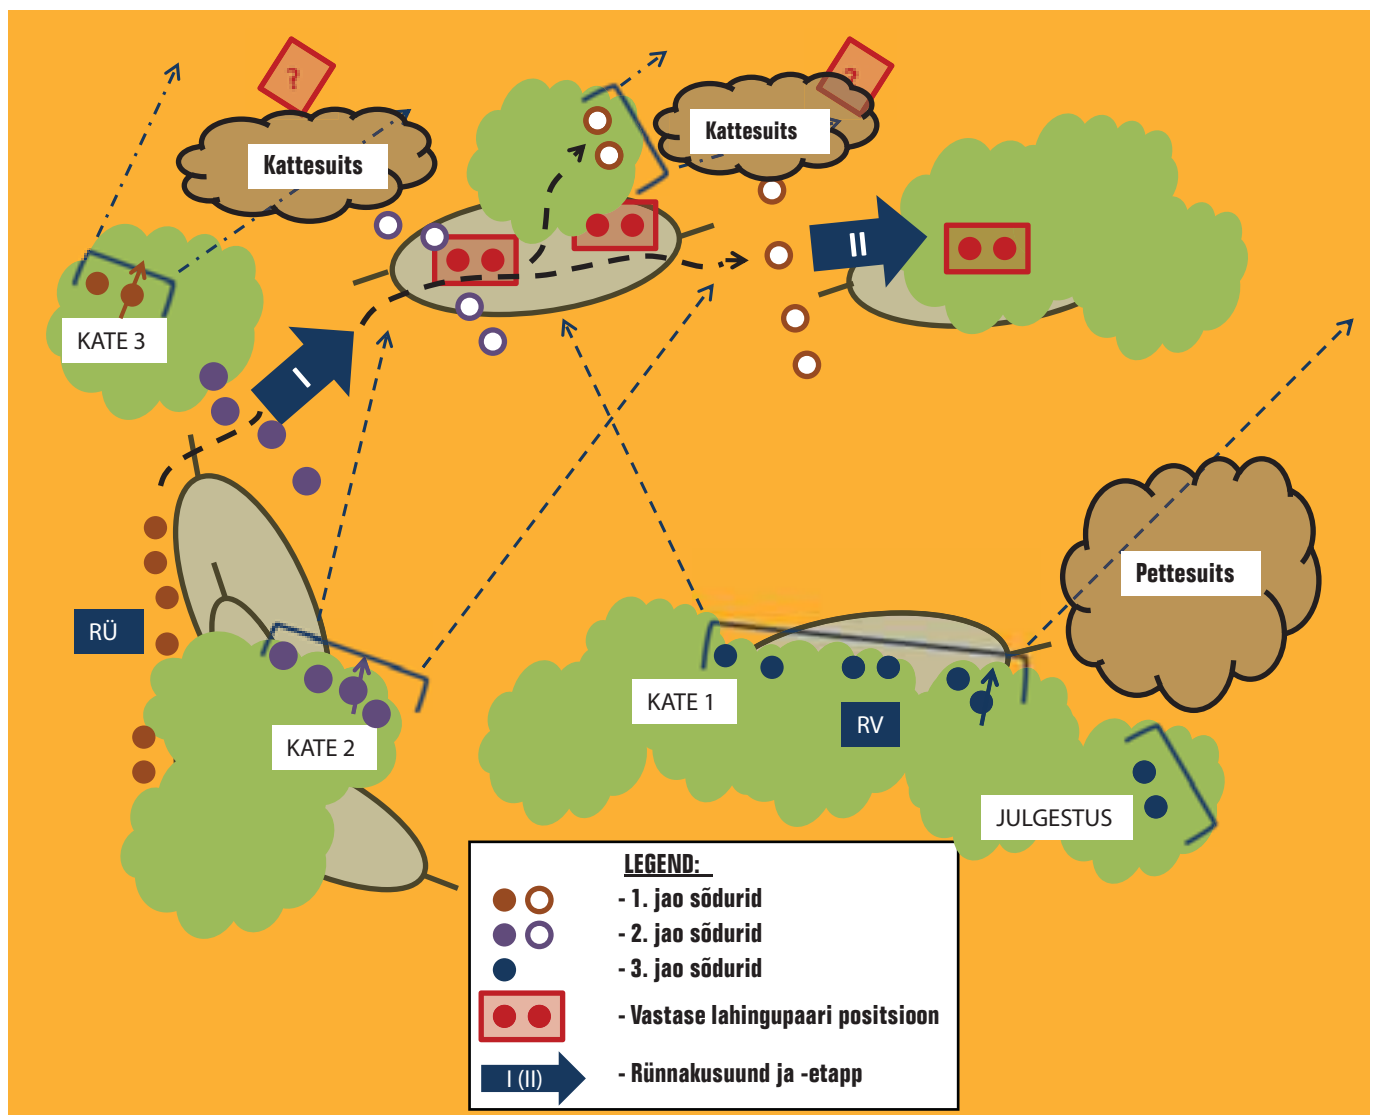 ?
?
Kattesuits
Kattesuits
II
KATE 3
I
RÜ
KATE 2
KATE 1
RV
Pettesuits
JULGESTUS
LEGEND:
- 1. jao sõdurid
- 2. jao sõdurid
- 3. jao sõdurid
- Vastase lahingupaari positsioon
I (II) - Rünnakusuund ja -etapp